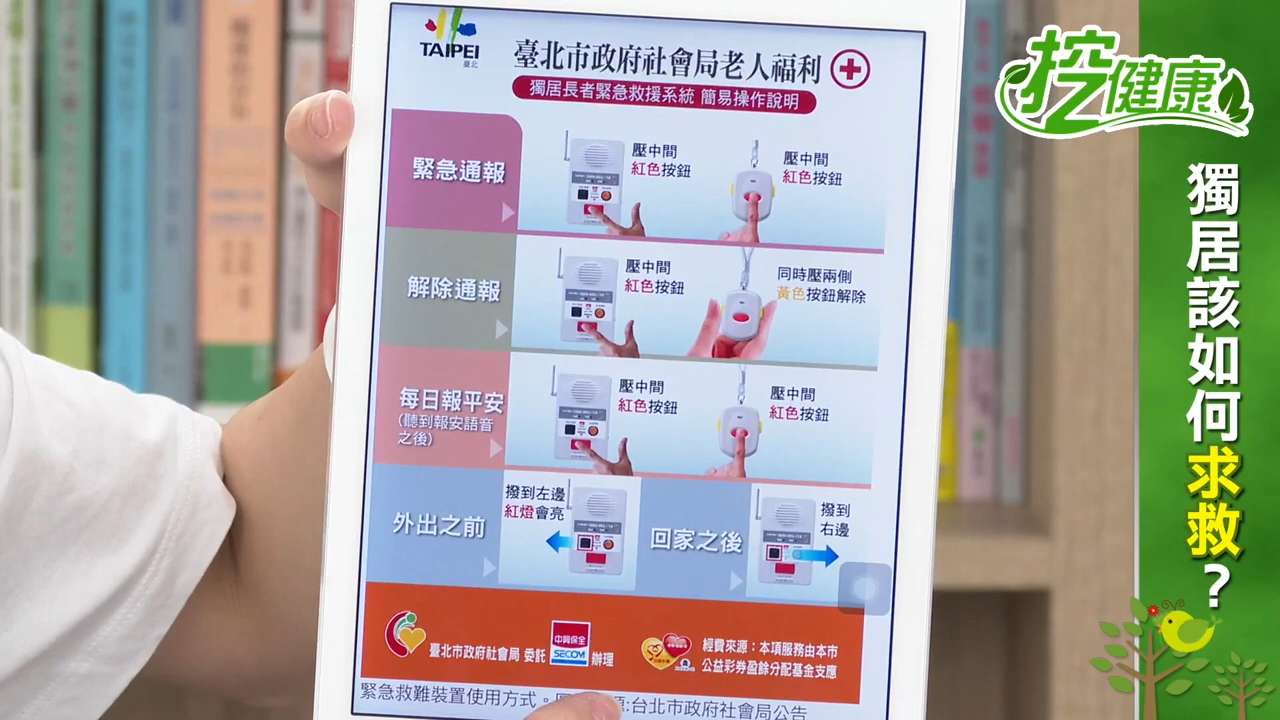 TAIPEI
臺北
臺北市政府社會局老人福利
獨居長者緊急救援系統 簡易操作說明
緊急通報
壓中間
紅色按鈕
壓中間
紅色按鈕
解除通報
壓中間
紅色按鈕
同時壓兩側
黃色按鈕解除
每日報平安
(聽到報安語音
之後)
壓中間
紅色按鈕
壓中間
紅色按鈕
外出之前
撥到左邊
紅燈會亮
回家之後
撥到
右邊
臺北市政府社會局 委託
中興保全
SECOM
辦理
經費來源：本項服務由本市
公益彩券盈餘分配基金支應
緊急救難裝置使用方式。
源:台北市政府社會局公告
挖健康
獨居該如何求救？